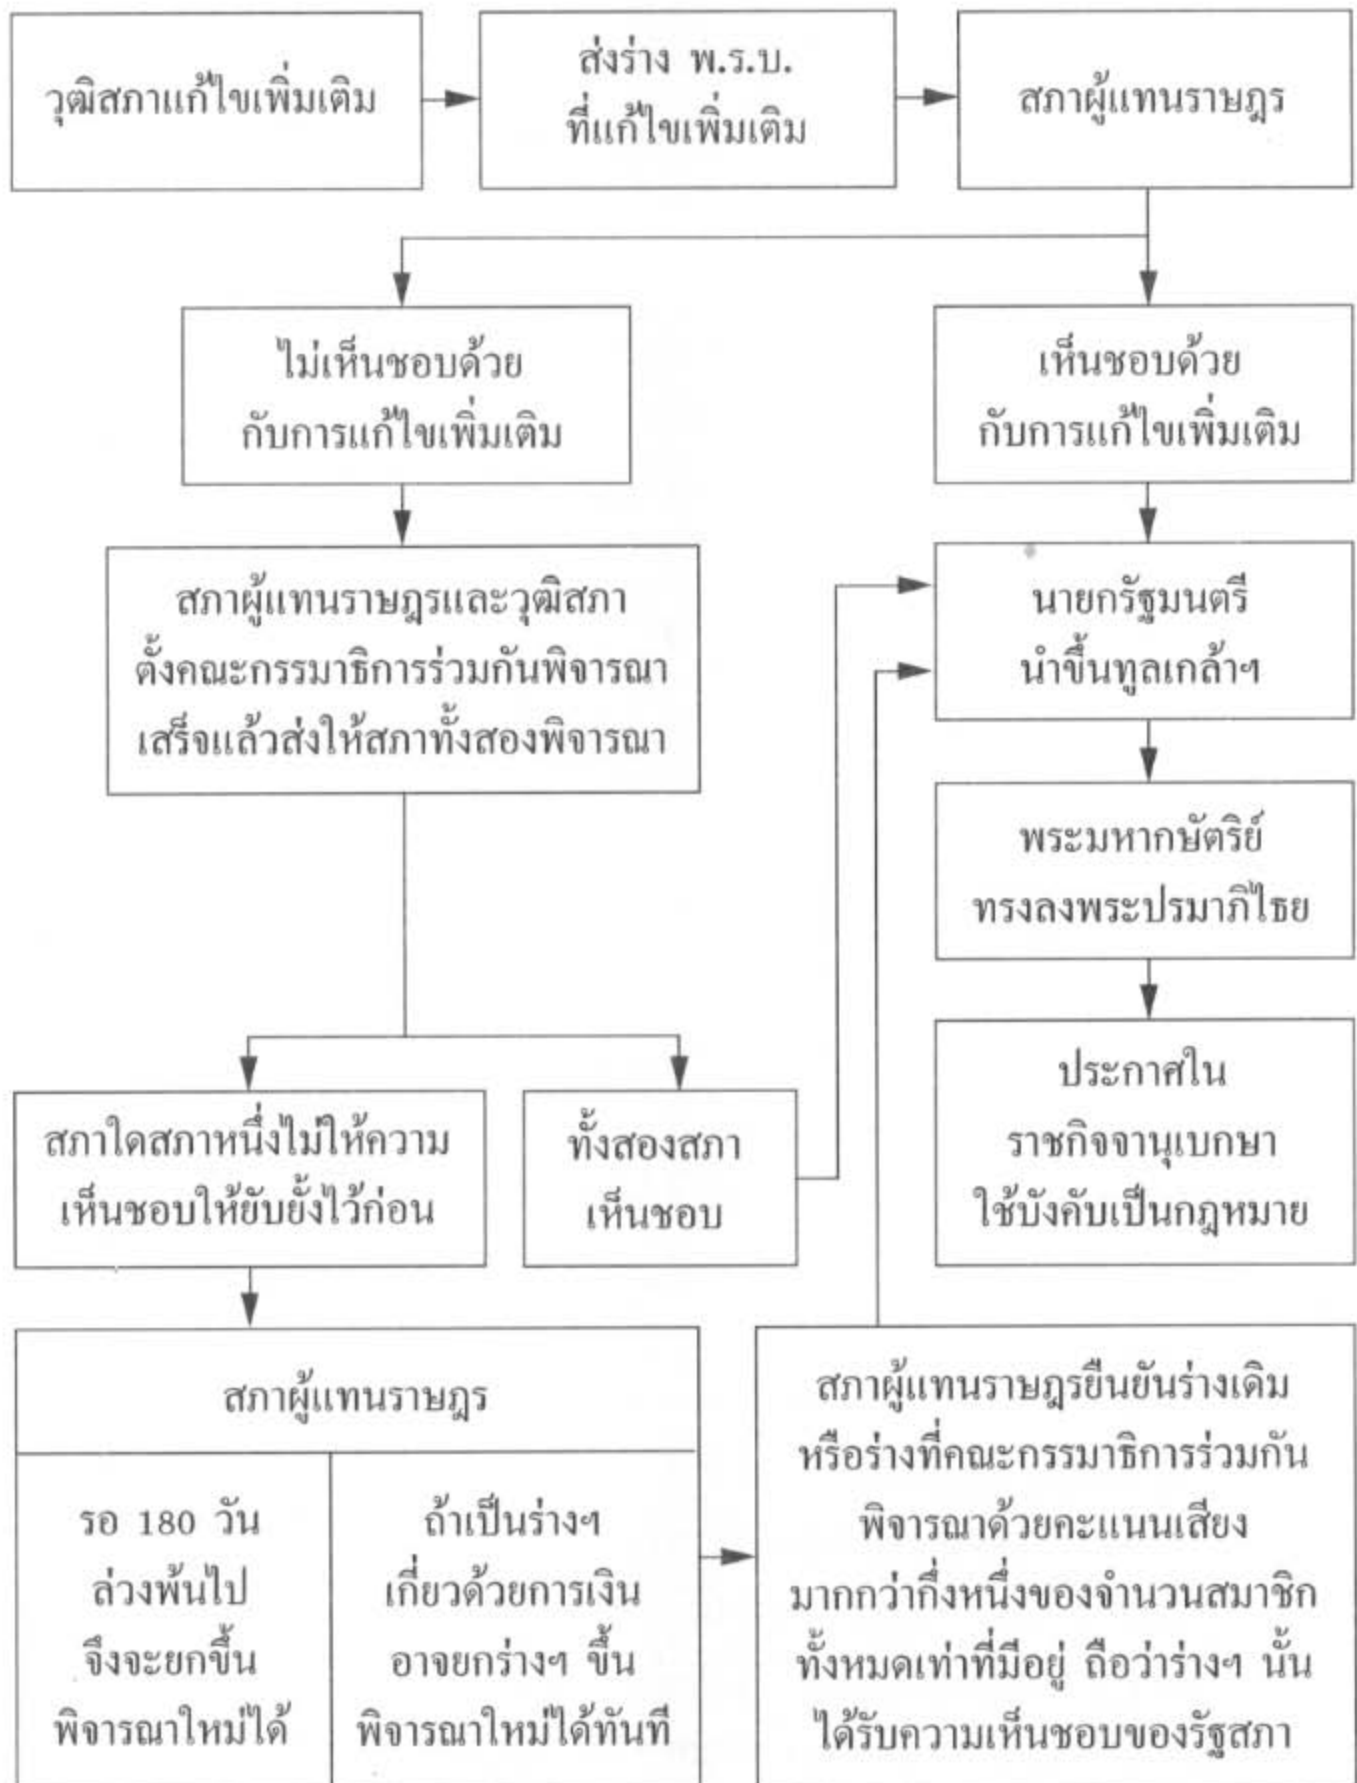 วุฒิสภาแก้ไขเพิ่มเติม
ส่งร่าง พ.ร.บ.
ที่แก้ไขเพิ่มเติม
สภาผู้แทนราษฎร
ไม่เห็นชอบด้วย
กับการแก้ไขเพิ่มเติม
เห็นชอบด้วย
กับการแก้ไขเพิ่มเติม
สภาผู้แทนราษฎรและวุฒิสภา
ตั้งคณะกรรมาธิการร่วมกันพิจารณา
เสร็จแล้วส่งให้สภาทั้งสองพิจารณา
นายกรัฐมนตรี
นำขึ้นทูลเกล้าฯ
พระมหากษัตริย์
ทรงลงพระปรมาภิไธย
ประกาศใน
ราชกิจจานุเบกษา
ใช้บังคับเป็นกฎหมาย
สภาใดสภาหนึ่งไม่ให้ความ
เห็นชอบให้ยับยั้งไว้ก่อน
ทั้งสองสภา
เห็นชอบ
สภาผู้แทนราษฎร
รอ 180 วัน
ล่วงพ้นไป
จึงจะยกขึ้น
พิจารณาใหม่ได้
ถ้าเป็นร่างฯ
เกี่ยวด้วยการเงิน
อาจยกร่างฯ ขึ้น
พิจารณาใหม่ได้ทันที
สภาผู้แทนราษฎรยืนยันร่างเดิม
หรือร่างที่คณะกรรมาธิการร่วมกัน
พิจารณาด้วยคะแนนเสียง
มากกว่ากึ่งหนึ่งของจำนวนสมาชิก
ทั้งหมดเท่าที่มีอยู่ ถือว่าร่างฯ นั้น
ได้รับความเห็นชอบของรัฐสภา